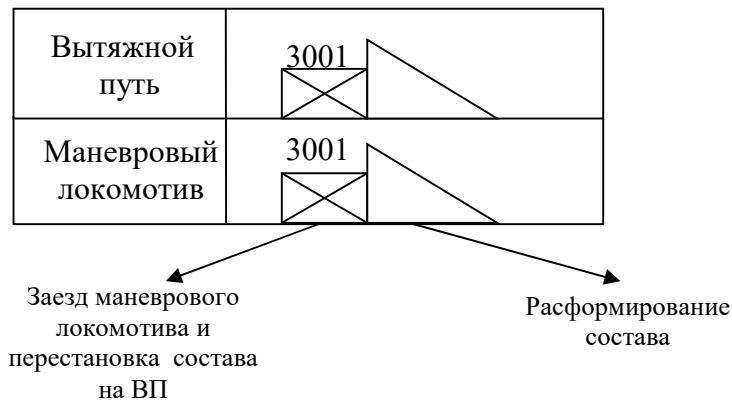 Вытяжной
путь
3001
Маневровый
локомотив
3001
Заезд маневрового
локомотива и
перестановка состава
на ВП
Расформирование
состава